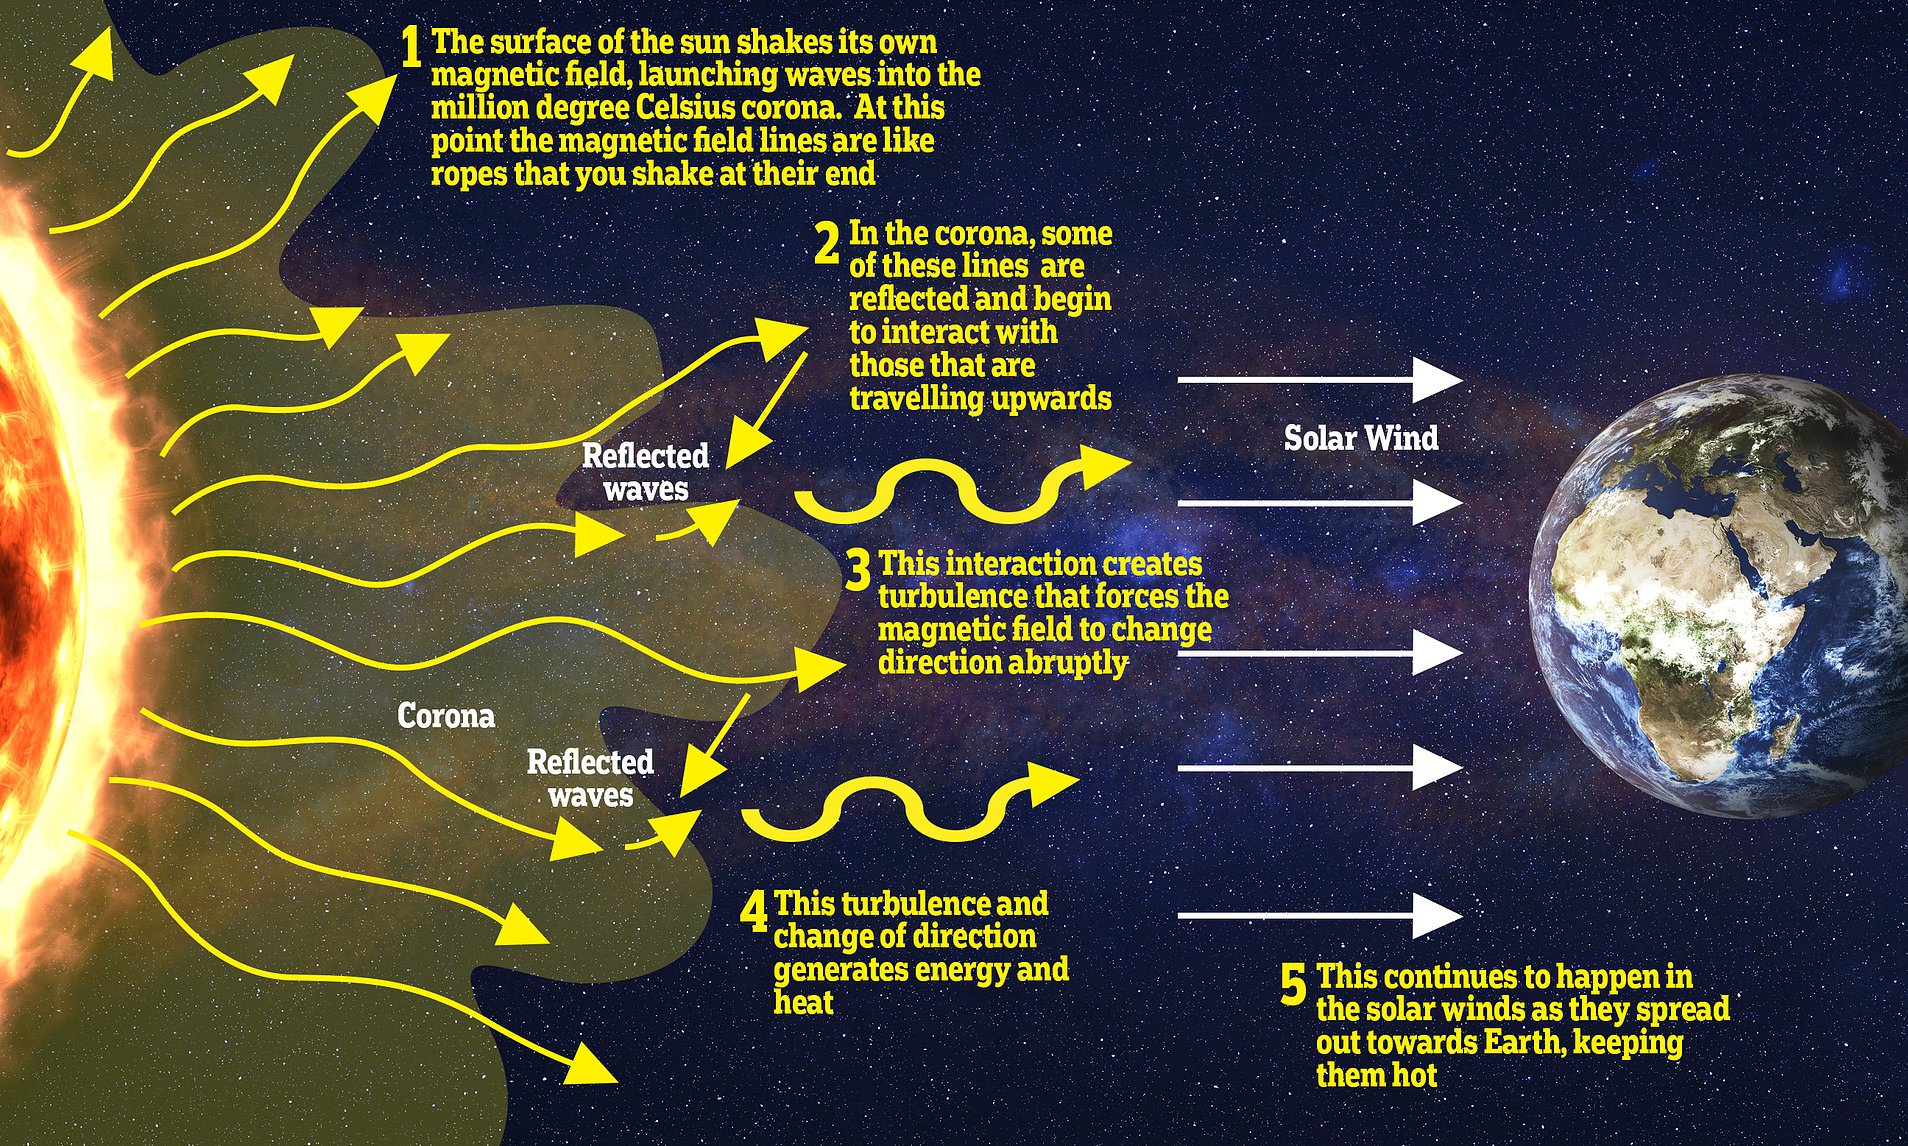 1 The surface of the sun shakes its own
magnetic field, launching waves into the
million degree Celsius corona. At this
point the magnetic field lines are like
ropes that you shake at their end
2 In the corona, some
of these lines are
reflected and begin
to interact with
those that are
travelling upwards
Reflected
waves
Solar Wind
3 This interaction creates
turbulence that forces the
magnetic field to change
direction abruptly
Corona
Reflected
waves
4 This turbulence and
change of direction
generates energy and
heat
5 This continues to happen in
the solar winds as they spread
out towards Earth, keeping
them hot